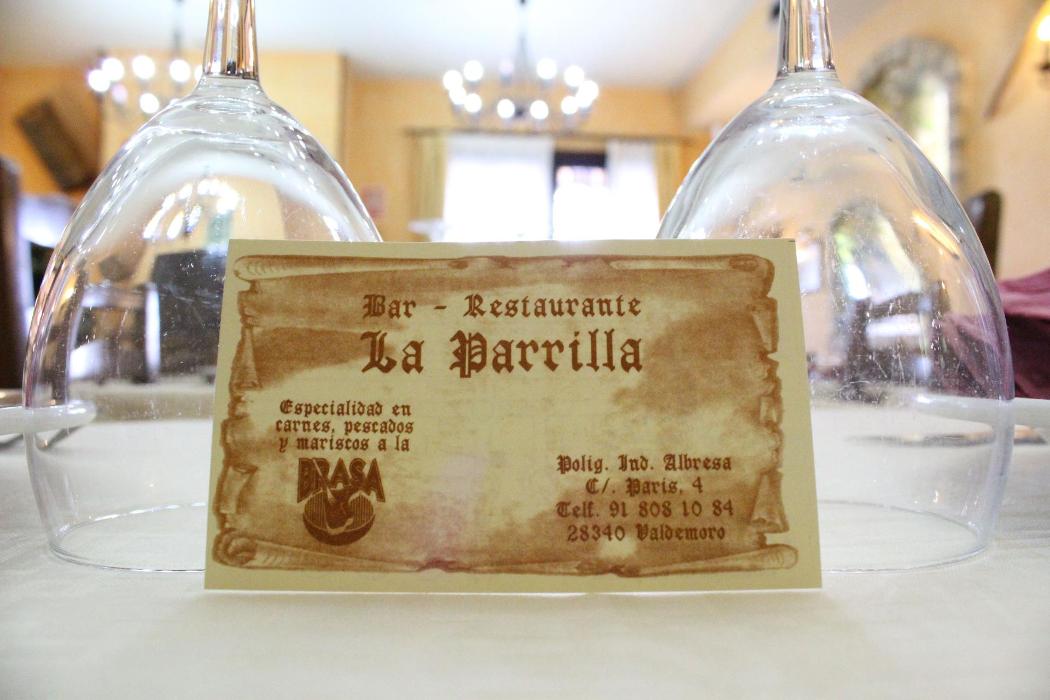 Bar - Restaurante
La Parrilla
Especialidad en
carnes, pescados
y mariscos a la
BRASA
Polig. Ind. Albresa
C/. Paris, 4
Telf. 91 808 10 84
28340 Valdemoro